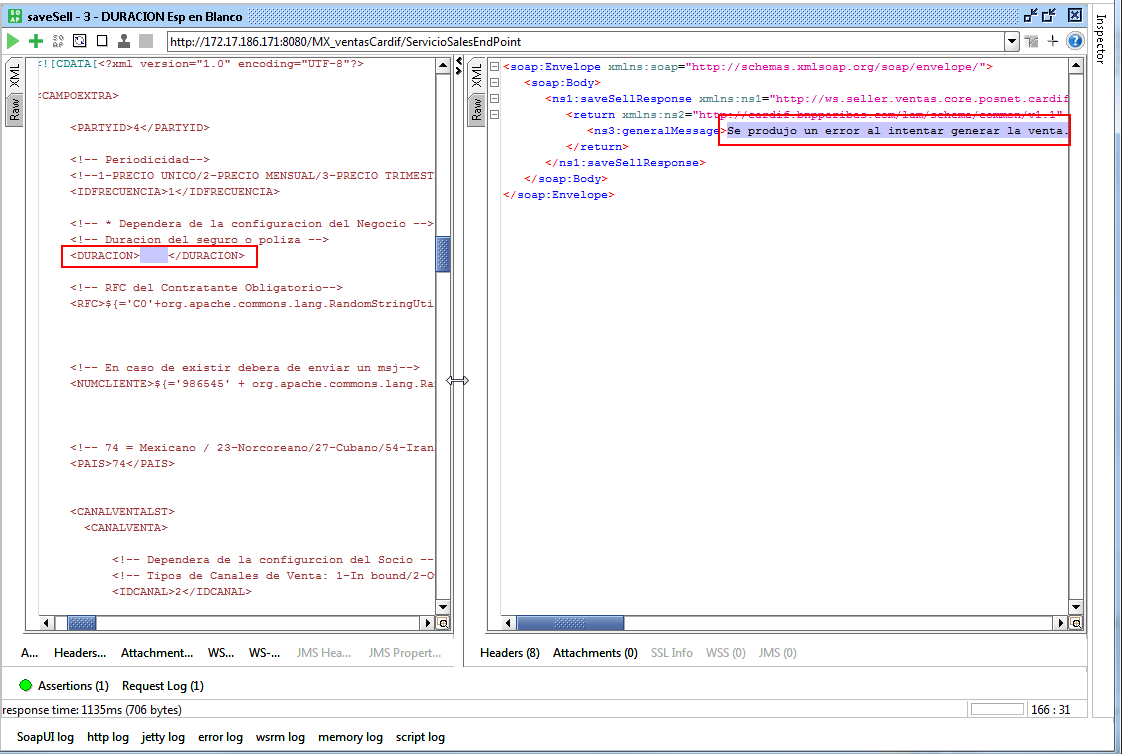 saveSell - 3 - DURACION Esp en Blanco
http://172.17.186.171:8080/MX_ventasCardif/ServicioSalesEndPoint
Inspector
XML
Raw
<![CDATA[<?xml version="1.0" encoding="UTF-8"?>
<CAMPOEXTRA>
<PARTYID>4</PARTYID>
<!-- Periodicidad-->
<!--1-PRECIO UNICO/2-PRECIO MENSUAL/3-PRECIO TRIMEST
<IDFRECUENCIA>1</IDFRECUENCIA>
<!-- * Dependera de la configuracion del Negocio -->
<!-- Duracion del seguro o poliza -->
<DURACION>    </DURACION>
<!-- RFC del Contratante Obligatorio-->
<RFC>${='C0'+org.apache.commons.lang.RandomStringUti
<!-- En caso de existir debera de enviar un msj-->
<NUMCLIENTE>${='986545' + org.apache.commons.lang.Ra
<!-- 74 = Mexicano / 23-Norcoreano/27-Cubano/54-Iran
<PAIS>74</PAIS>
<CANALVENTALST>
<CANALVENTA>
<!-- Dependera de la configurcion del Socio --
<!-- Tipos de Canales de Venta: 1-In bound/2-O
<IDCANAL>2</IDCANAL>
XML
Raw
<soap:Envelope xmlns:soap="http://schemas.xmlsoap.org/soap/envelope/">
<soap:Body>
<ns1:saveSellResponse xmlns:ns1="http://ws.seller.ventas.core.posnet.cardif
<return xmlns:ns2="http://cardif.bnpparibas.com/lam/schema/common/v1.1"
<ns3:generalMessage>Se produjo un error al intentar generar la venta.
</return>
</ns1:saveSellResponse>
</soap:Body>
</soap:Envelope>
A... Headers... Attachment... WS... WS-... JMS Hea... JMS Propert...
Headers (8) Attachments (0) SSL Info WSS (0) JMS (0)
Assertions (1) Request Log (1)
response time: 1135ms (706 bytes)
166 : 31
SoapUI log http log jetty log error log wsrm log memory log script log